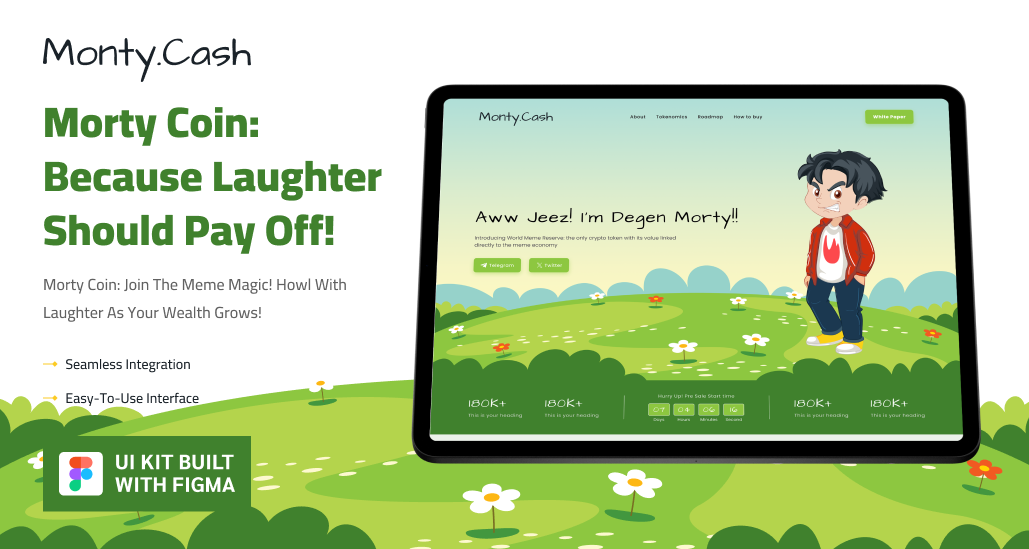 Monty.Cash
Morty Coin:
Because Laughter
Should Pay Off!
Morty Coin: Join The Meme Magic! Howl With
Laughter As Your Wealth Grows!
Seamless Integration
Easy-To-Use Interface
UI KIT BUILT
WITH FIGMA
Monty.Cash
About Tokenomics Roadmap How to buy
White Paper
Aww Jeez! I'm Degen Morty!!
Introducing World Meme Reserve: the only crypto token with its value linked
directly to the meme economy
telegram twitter
180K+ 180K+
This is your heading This is your heading
Hurry Up! Pre Sale Start time
07 04 06 16
Days Hours Minutes Second
180K+ 180K+
This is your heading This is your heading